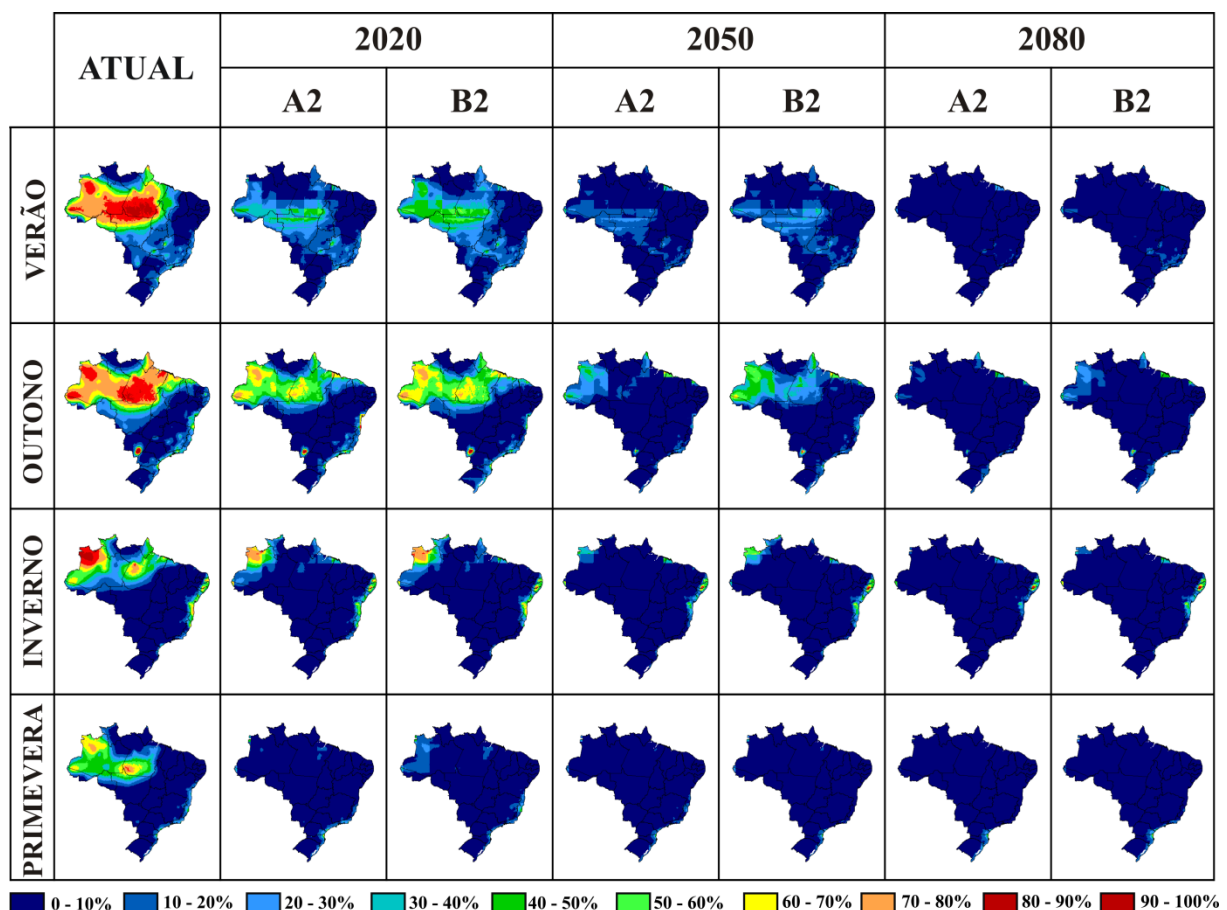 ATUAL
2020
2050
2080
A2
B2
A2
B2
A2
B2
VERÃO
OUTONO
INVERNO
PRIMEVERA
0 - 10%
10 - 20%
20 - 30%
30 - 40%
40 - 50%
50 - 60%
60 - 70%
70 - 80%
80 - 90%
90 - 100%